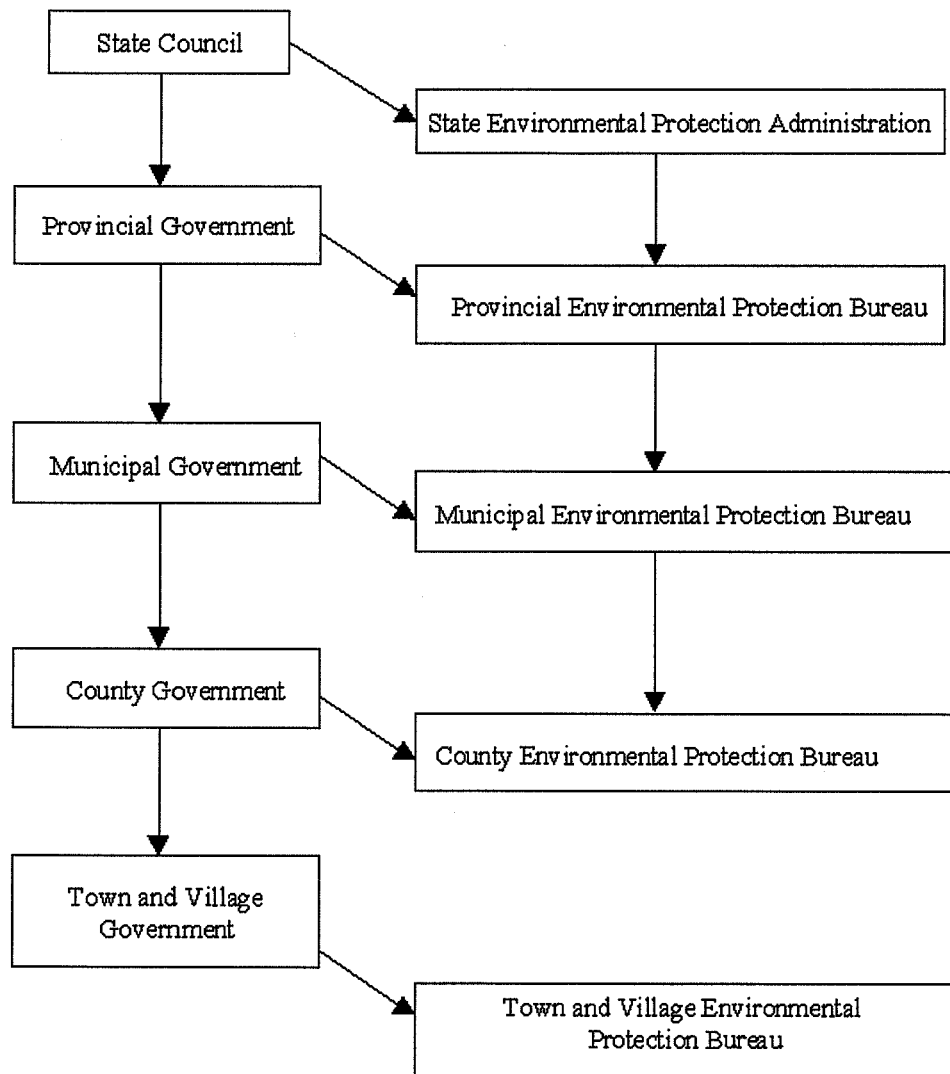 State Council
State Environmental Protection Administration
Provincial Government
Provincial Environmental Protection Bureau
Municipal Government
Municipal Environmental Protection Bureau
County Government
County Environmental Protection Bureau
Town and Village
Government
Town and Village Environmental
Protection Bureau